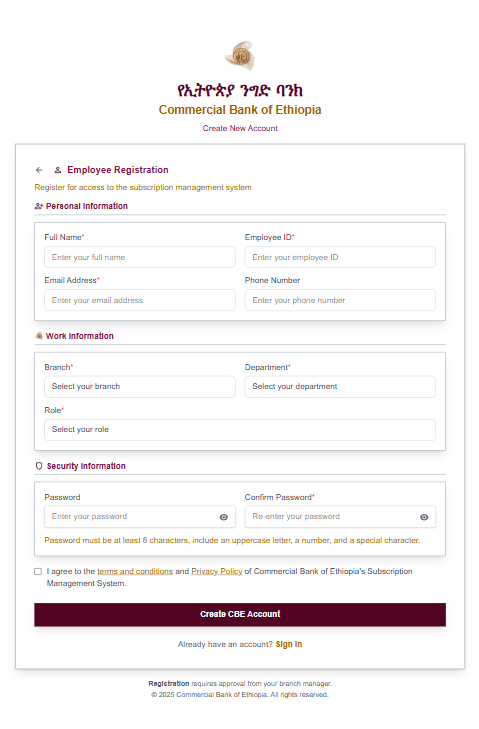 የኢትዮጵያ ንግድ ባንክ
Commercial Bank of Ethiopia
Create New Account
Employee Registration
Register for access to the subscription management system
Personal Information
Full Name* Employee ID*
Enter your full name Enter your employee ID
Email Address* Phone Number
Enter your email address Enter your phone number
Work Information
Branch* Department*
Select your branch Select your department
Role*
Select your role
Security Information
Password Confirm Password*
Enter your password Re-enter your password
Password must be at least 8 characters, include an uppercase letter, a number, and a special character.
I agree to the terms and conditions and Privacy Policy of Commercial Bank of Ethiopia's Subscription
Management System.
Create CBE Account
Already have an account? Sign In
Registration requires approval from your branch manager.
© 2025 Commercial Bank of Ethiopia. All rights reserved.